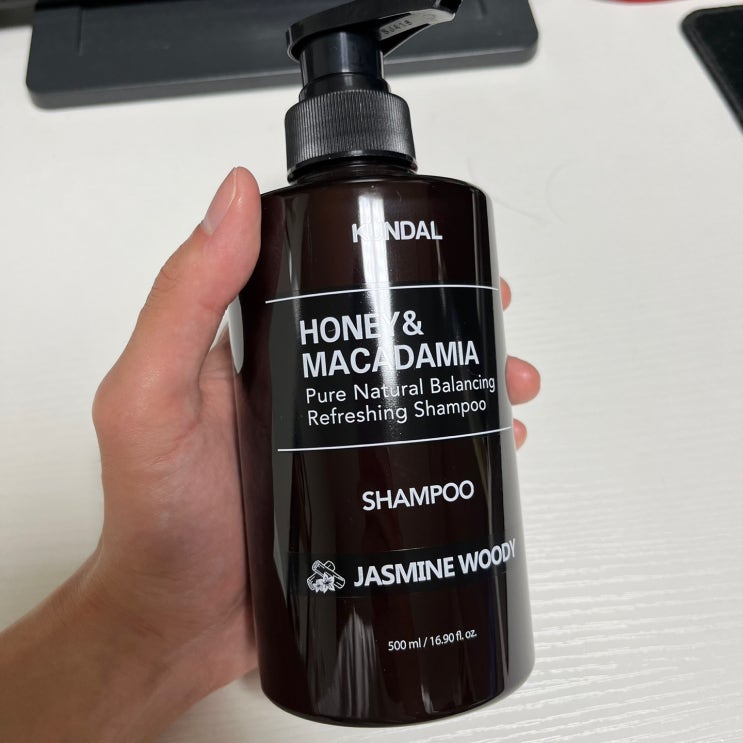 KUNDAL
HONEY&
MACADAMIA
Pure Natural Balancing
Refreshing Shampoo
SHAMPOO
JASMINE WOODY
500 ml / 16.90 fl. oz.